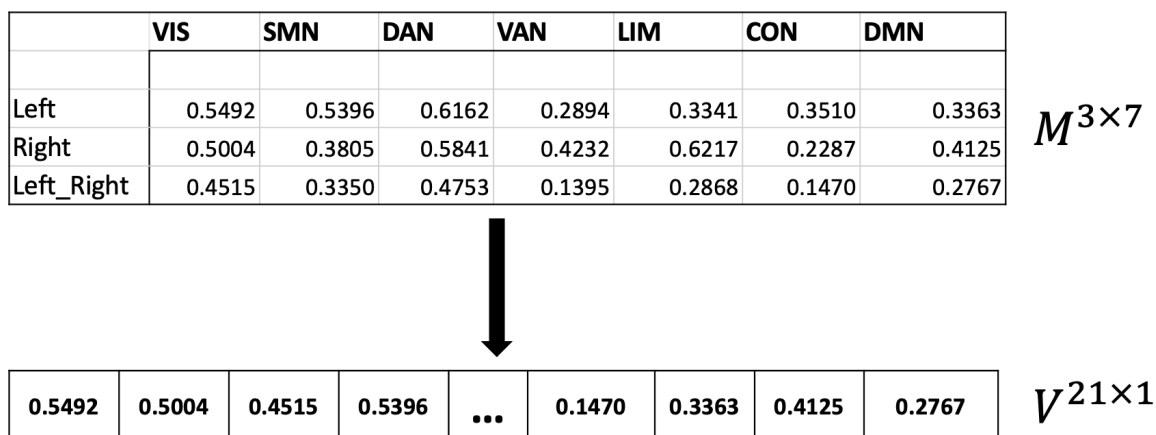 VIS SMN DAN VAN LIM CON DMN
Left 0.5492 0.5396 0.6162 0.2894 0.3341 0.3510 0.3363
Right 0.5004 0.3805 0.5841 0.4232 0.6217 0.2287 0.4125
Left_Right 0.4515 0.3350 0.4753 0.1395 0.2868 0.1470 0.2767
M^{3×7}
0.5492 0.5004 0.4515 0.5396 ... 0.1470 0.3363 0.4125 0.2767
V^{21×1}